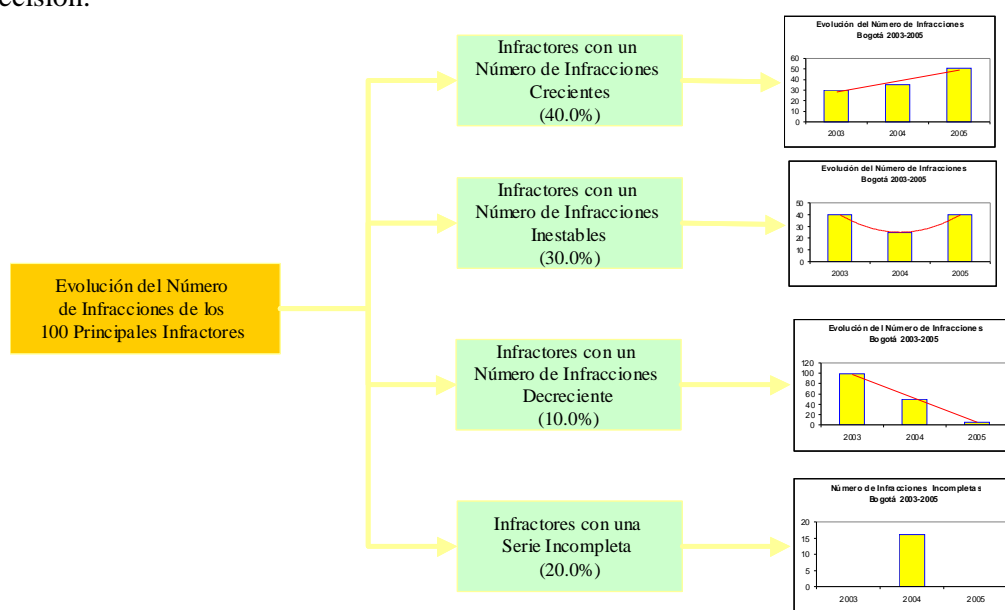 ecisión.
Infractores con un
Número de Infracciones
Crecientes
(40.0%)
Evolución del Número de Infracciones
Bogotá 2003-2005
60
50
40
30
20
10
0
2003 2004 2005
Infractores con un
Número de Infracciones
Inestables
(30.0%)
Evolución del Número de Infracciones
Bogotá 2003-2005
50
40
30
20
10
0
2003 2004 2005
Evolución del Número
de Infracciones de los
100 Principales Infractores
Infractores con un
Número de Infracciones
Decreciente
(10.0%)
Evolución del Número de Infracciones
Bogotá 2003-2005
120
100
80
60
40
20
0
2003 2004 2005
Infractores con una
Serie Incompleta
(20.0%)
Número de Infracciones Incompletas
Bogotá 2003-2005
20
15
10
5
0
2003 2004 2005